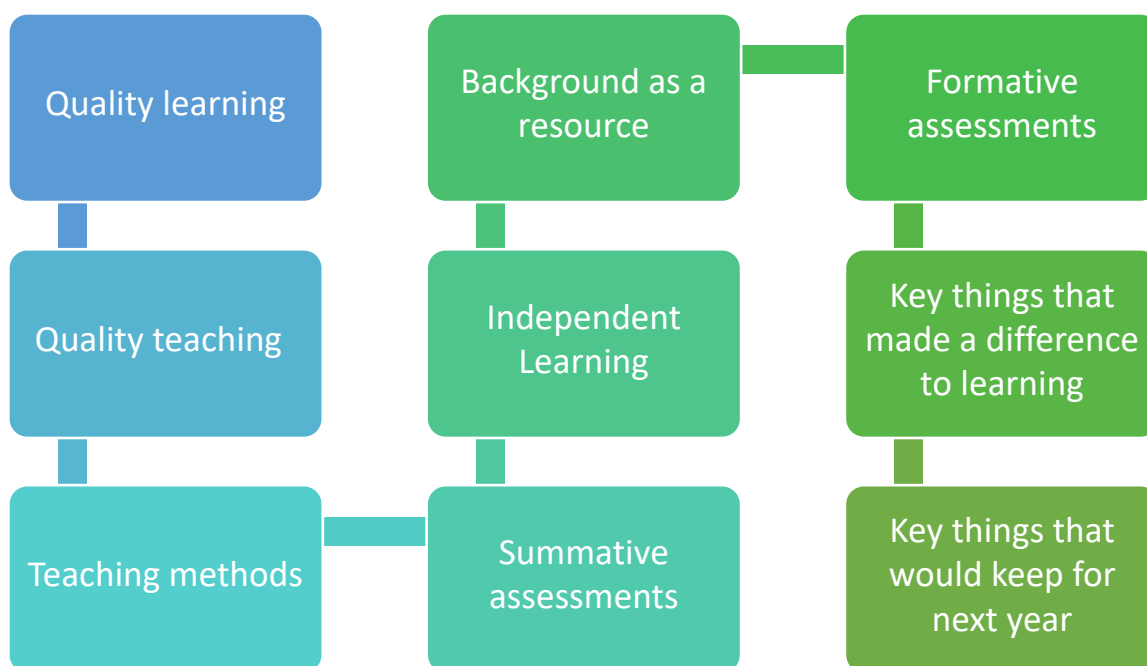 Quality learning
Quality teaching
Teaching methods
Summative
assessments
Independent
Learning
Background as a
resource
Formative
assessments
Key things that
made a difference
to learning
Key things that
would keep for
next year